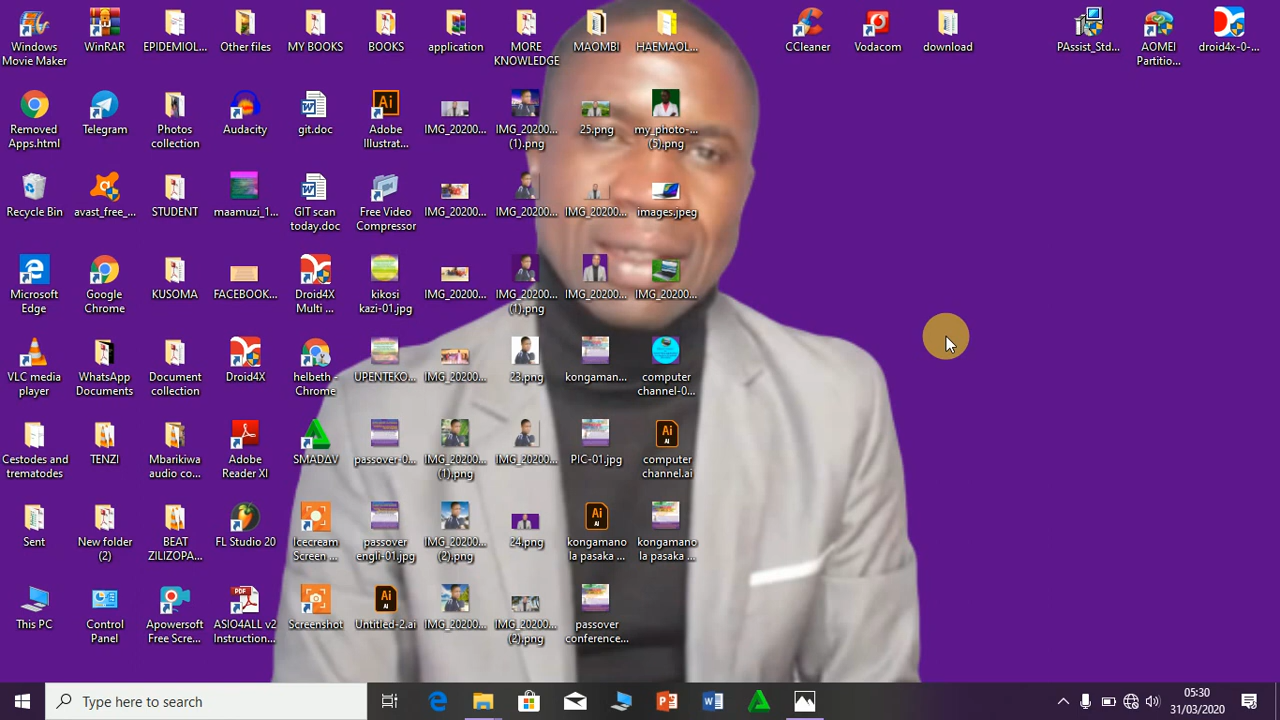 Windows
Movie Maker
WinRAR
EPIDEMIOL...
Other files
MY BOOKS
BOOKS
application
MORE
KNOWLEDGE
MAOMBI
HAEMAOL...
CCleaner
Vodacom
download
PAssist_Std...
AOMEI
Partitio...
droid4x-0-...
Removed
Apps.html
Telegram
Photos
collection
Audacity
git.doc
Adobe
Illustrat...
IMG_20200...
IMG_20200...
(1).png
25.png
my_photo-...
(5).png
Recycle Bin
avast_free_...
STUDENT
maamuzi_1...
GIT scan
today.doc
Free Video
Compressor
IMG_20200...
IMG_20200...
IMG_20200...
images.jpeg
Microsoft
Edge
Google
Chrome
KUSOMA
FACEBOOK...
Droid4X
Multi ...
kikosi
kazi-01.jpg
IMG_20200...
IMG_20200...
(1).png
IMG_20200...
IMG_20200...
VLC media
player
WhatsApp
Documents
Document
collection
Droid4X
helbeth -
Chrome
UPENTEKO...
IMG_20200...
23.png
kongaman...
computer
channel-0...
Cestodes and
trematodes
TENZI
Mbarikiwa
audio co...
Adobe
Reader XI
SMADΔV
passover-0...
IMG_20200...
(1).png
IMG_20200...
PIC-01.jpg
computer
channel.ai
Sent
New folder
(2)
BEAT
ZILIZOPA...
FL Studio 20
Icecream
Screen ...
passover
engli-01.jpg
IMG_20200...
(2).png
24.png
kongamano
la pasaka ...
kongamano
la pasaka ...
This PC
Control
Panel
Apowersoft
Free Scre...
ASIO4ALL v2
Instruction...
Screenshot
Untitled-2.ai
IMG_20200...
IMG_20200...
(2).png
passover
conference...
Type here to search
05:30
31/03/2020